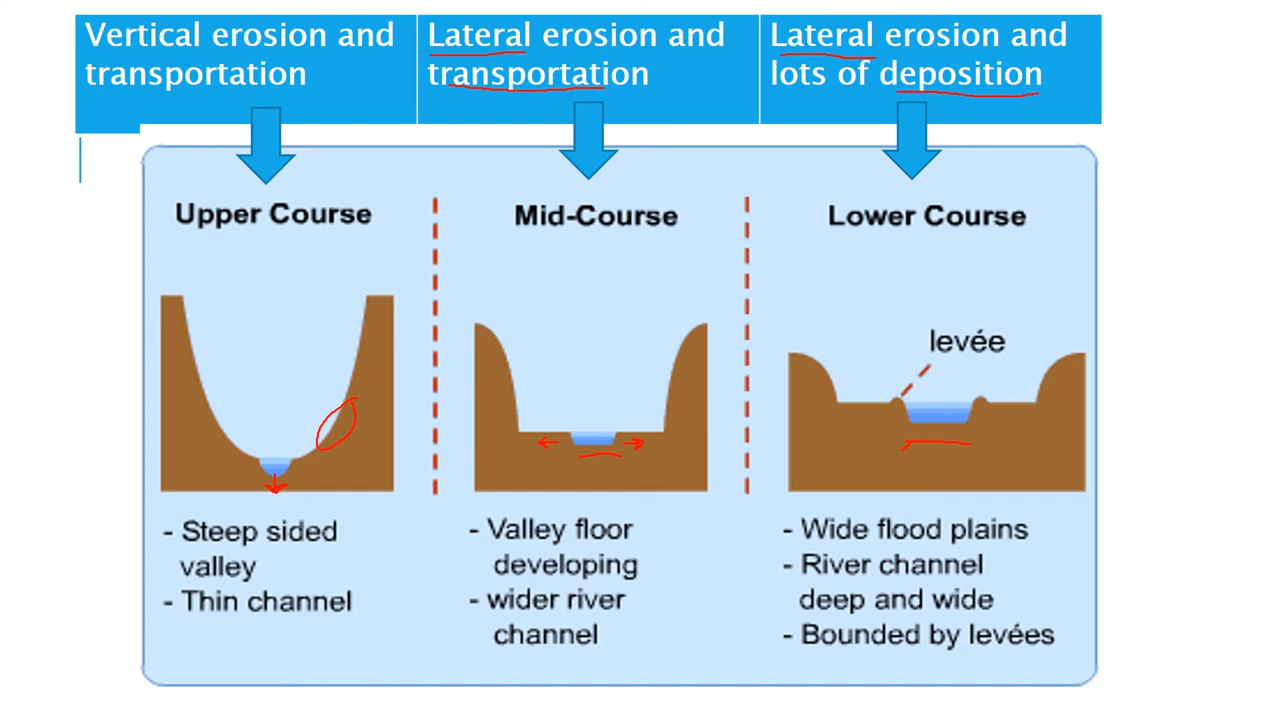 Vertical erosion and
transportation
Lateral erosion and
transportation
Lateral erosion and
lots of deposition
Upper Course
Mid-Course
Lower Course
levée
- Steep sided
valley
- Thin channel
- Valley floor
developing
- wider river
channel
- Wide flood plains
- River channel
deep and wide
- Bounded by levées